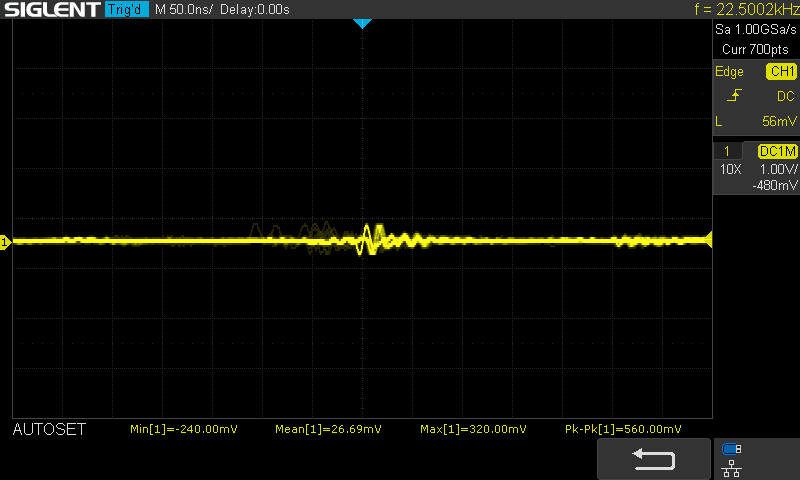 SIGLENT Trig'd M 50.0ns/ Delay:0.00s f = 22.5002kHz
Sa 1.00GSa/s
Curr 700pts
Edge CH1
DC
L 56mV
1 DC1M
10X 1.00V/
-480mV
1
AUTOSET Min[1]=-240.00mV Mean[1]=26.69mV Max[1]=320.00mV Pk-Pk[1]=560.00mV